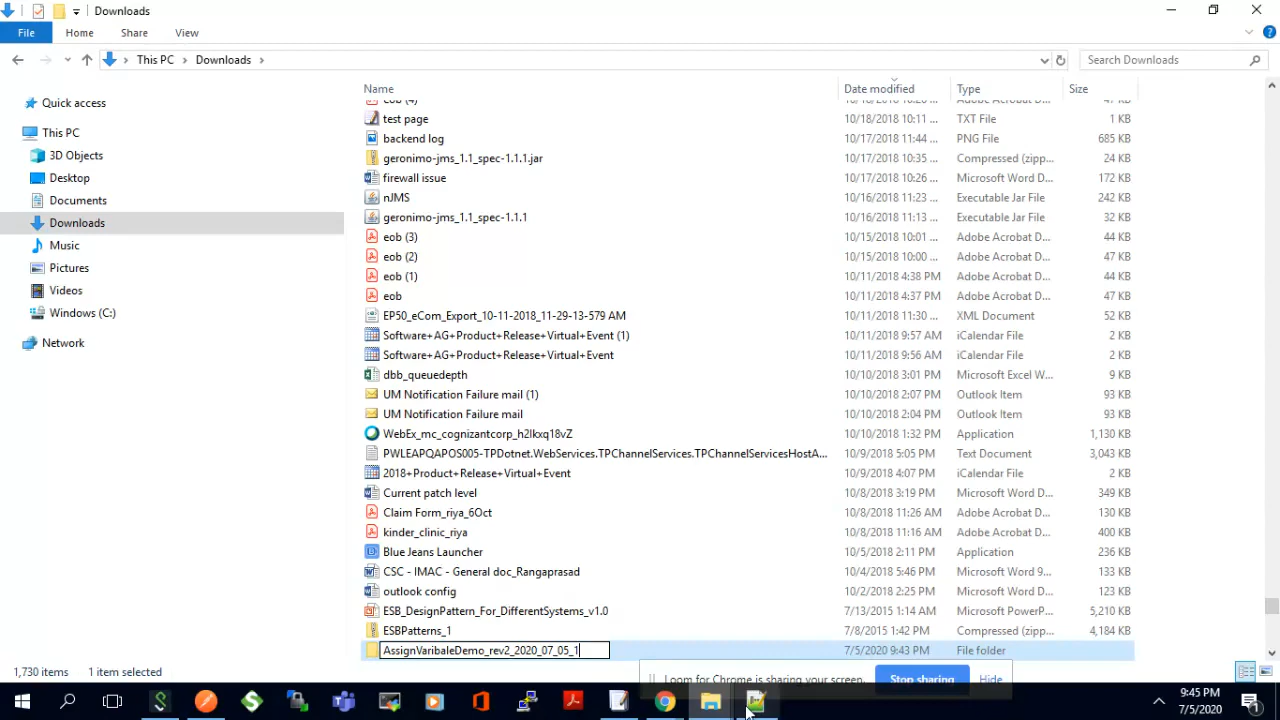 Downloads
File Home Share View
This PC Downloads Search Downloads
Name Date modified Type Size
Quick access
This PC
3D Objects
Desktop
Documents
Downloads
Music
Pictures
Videos
Windows (C:)
Network
test page 10/18/2018 10:11 ... TXT File 1 KB
backend log 10/17/2018 11:44 ... PNG File 685 KB
geronimo-jms_1.1_spec-1.1.1.jar 10/17/2018 10:35 ... Compressed (zipp... 24 KB
firewall issue 10/17/2018 10:26 ... Microsoft Word D... 172 KB
nJMS 10/16/2018 11:23 ... Executable Jar File 242 KB
geronimo-jms_1.1_spec-1.1.1 10/16/2018 11:13 ... Executable Jar File 32 KB
eob (3) 10/15/2018 10:01 ... Adobe Acrobat D... 44 KB
eob (2) 10/15/2018 10:00 ... Adobe Acrobat D... 47 KB
eob (1) 10/11/2018 4:38 PM Adobe Acrobat D... 44 KB
eob 10/11/2018 4:37 PM Adobe Acrobat D... 47 KB
EP50_eCom_Export_10-11-2018_11-29-13-579 AM 10/11/2018 11:30 ... XML Document 52 KB
Software+AG+Product+Release+Virtual+Event (1) 10/11/2018 9:57 AM iCalendar File 2 KB
Software+AG+Product+Release+Virtual+Event 10/11/2018 9:56 AM iCalendar File 2 KB
dbb_queuedepth 10/10/2018 3:01 PM Microsoft Excel W... 9 KB
UM Notification Failure mail (1) 10/10/2018 2:07 PM Outlook Item 93 KB
UM Notification Failure mail 10/10/2018 2:04 PM Outlook Item 93 KB
WebEx_mc_cognizantcorp_h2lkxq18vZ 10/10/2018 1:32 PM Application 1,130 KB
PWLEAPQAPOS005-TPDotnet.WebServices.TPChannelServices.TPChannelServicesHostA... 10/9/2018 5:05 PM Text Document 3,043 KB
2018+Product+Release+Virtual+Event 10/9/2018 4:07 PM iCalendar File 2 KB
Current patch level 10/8/2018 3:19 PM Microsoft Word D... 349 KB
Claim Form_riya_6Oct 10/8/2018 11:26 AM Adobe Acrobat D... 130 KB
kinder_clinic_riya 10/8/2018 11:16 AM Adobe Acrobat D... 400 KB
Blue Jeans Launcher 10/5/2018 2:11 PM Application 236 KB
CSC - IMAC - General doc_Rangaprasad 10/4/2018 5:46 PM Microsoft Word 9... 133 KB
outlook config 10/2/2018 2:25 PM Microsoft Word D... 123 KB
ESB_DesignPattern_For_DifferentSystems_v1.0 7/13/2015 1:14 AM Microsoft PowerP... 5,210 KB
ESBPatterns_1 7/8/2015 1:42 PM Compressed (zipp... 4,184 KB
AssignVaribaleDemo_rev2_2020_07_05_1 7/5/2020 9:43 PM File folder
1,730 items 1 item selected
Loom for Chrome is sharing your screen. Stop sharing Hide
9:45 PM
7/5/2020
1